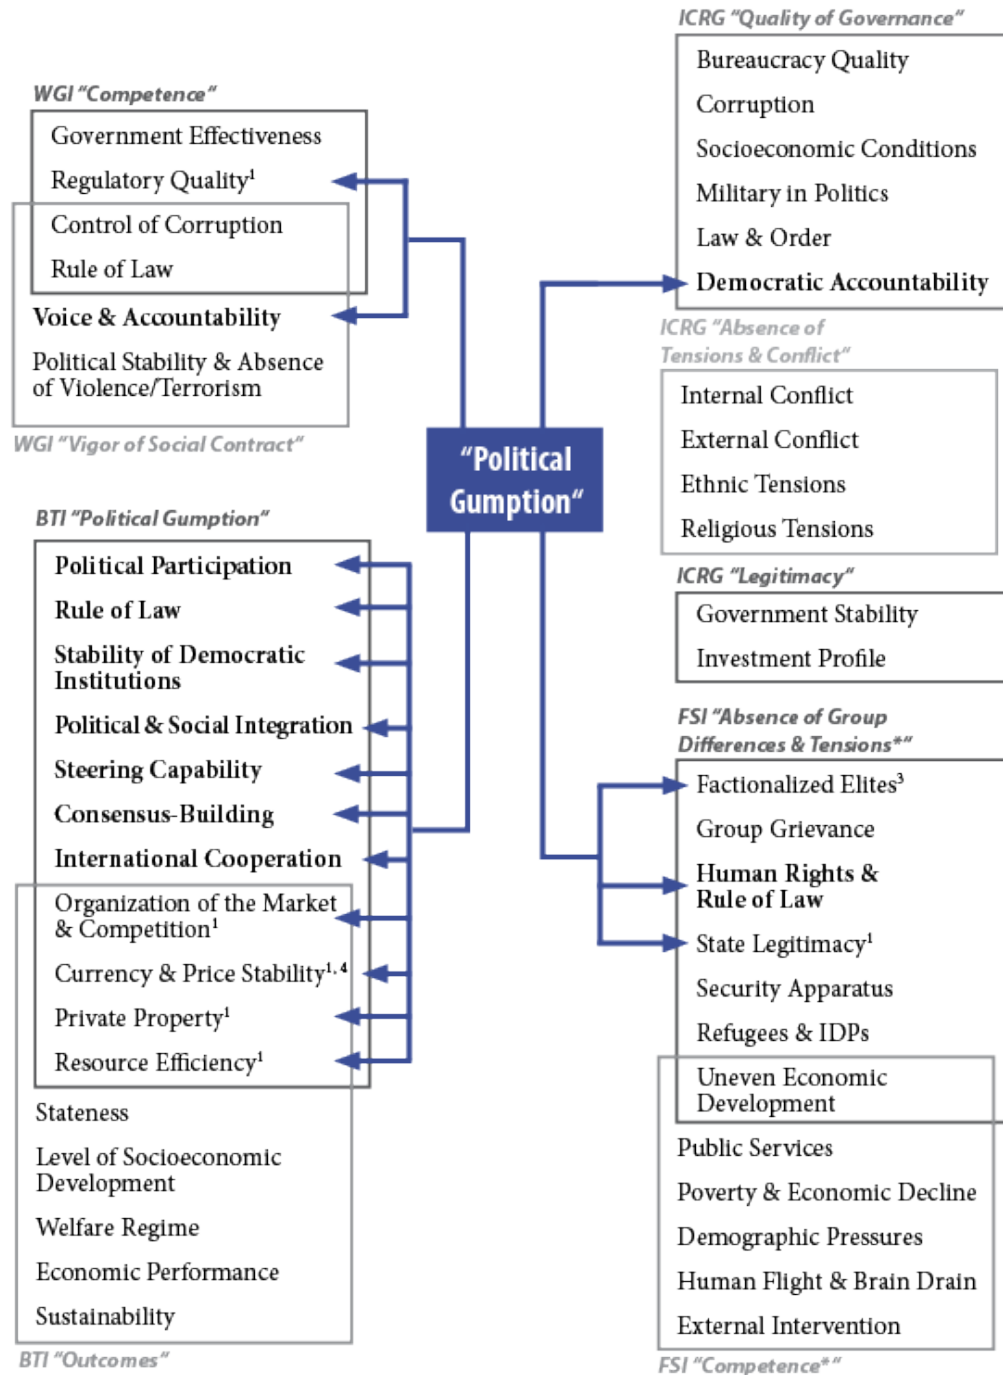 WGI “Competence“
Government Effectiveness
Regulatory Quality¹
Control of Corruption
Rule of Law
Voice & Accountability
Political Stability & Absence
of Violence/Terrorism
WGI “Vigor of Social Contract“
BTI “Political Gumption“
Political Participation
Rule of Law
Stability of Democratic
Institutions
Political & Social Integration
Steering Capability
Consensus-Building
International Cooperation
Organization of the Market
& Competition¹
Currency & Price Stability¹·⁴
Private Property¹
Resource Efficiency¹
Stateness
Level of Socioeconomic
Development
Welfare Regime
Economic Performance
Sustainability
BTI “Outcomes“
“Political
Gumption“
ICRG “Quality of Governance“
Bureaucracy Quality
Corruption
Socioeconomic Conditions
Military in Politics
Law & Order
Democratic Accountability
ICRG “Absence of
Tensions & Conflict“
Internal Conflict
External Conflict
Ethnic Tensions
Religious Tensions
ICRG “Legitimacy“
Government Stability
Investment Profile
FSI “Absence of Group
Differences & Tensions*“
Factionalized Elites³
Group Grievance
Human Rights &
Rule of Law
State Legitimacy¹
Security Apparatus
Refugees & IDPs
Uneven Economic
Development
Public Services
Poverty & Economic Decline
Demographic Pressures
Human Flight & Brain Drain
External Intervention
FSI “Competence*“